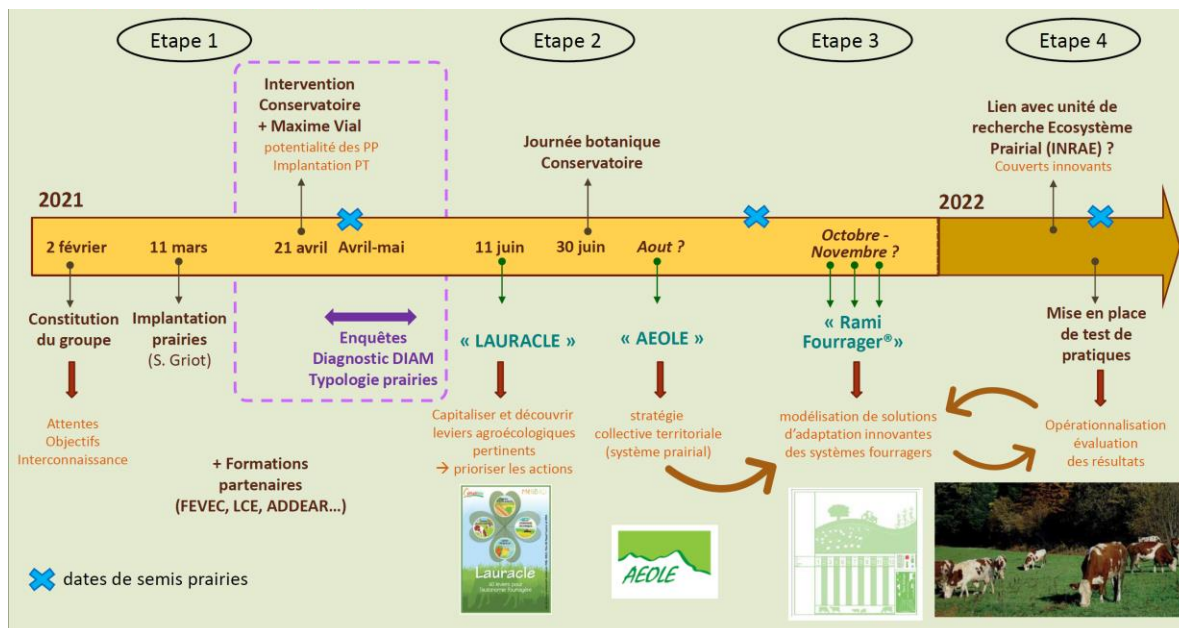 Etape 1
Etape 2
Etape 3
Etape 4
Intervention
Conservatoire
+ Maxime Vial
potentialité des PP
Implantation PT
Journée botanique
Conservatoire
Lien avec unité de
recherche Ecosystème
Prairial (INRAE) ?
Couverts innovants
2021
2022
2 février
11 mars
21 avril
Avril-mai
11 juin
30 juin
Aout ?
Octobre -
Novembre ?
Constitution
du groupe
Implantation
prairies
(S. Griot)
Enquêtes
Diagnostic DIAM
Typologie prairies
« LAURACLE »
« AEOLE »
« Rami
Fourrager®»
Mise en place
de test de
pratiques
Attentes
Objectifs
Interconnaissance
+ Formations
partenaires
(FEVEC, LCE, ADDEAR...)
Capitaliser et découvrir
leviers agroécologiques
pertinents
→ prioriser les actions
stratégie
collective territoriale
(système prairial)
modélisation de solutions
d'adaptation innovantes
des systèmes fourragers
Opérationnalisation
évaluation
des résultats
Lauracle
AEOLE
dates de semis prairies